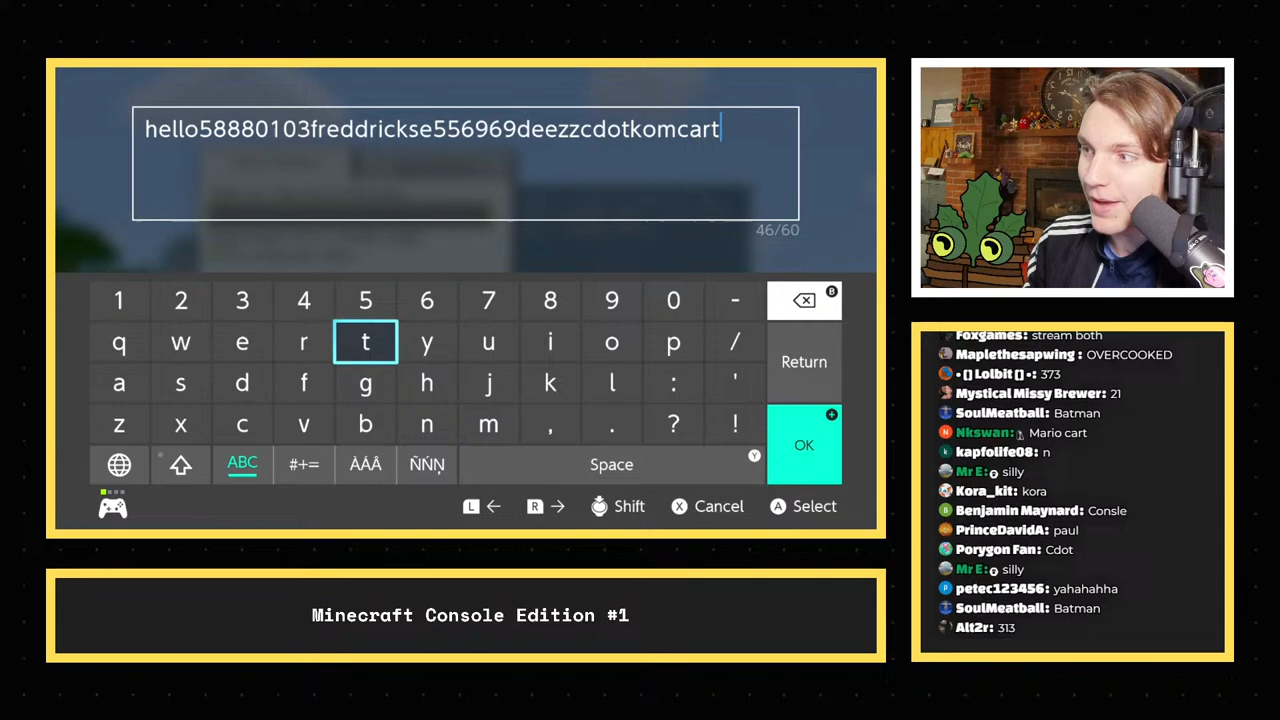 hello58880103freddrickse556969deezzcdotkomcart
46/60
1 2 3 4 5 6 7 8 9 0 - B
q w e r t y u i o p / Return
a s d f g h j k l : '
z x c v b n m , . ? ! OK
ABC #+= ÀÁÂ ÑŃŅ Space Y
L ← R → Shift X Cancel A Select
Minecraft Console Edition #1
Foxgames: stream both
Maplethesapwing : OVERCOOKED
• [] Lolbit [] •: 373
Mystical Missy Brewer: 21
SoulMeatball: Batman
Nkswan: Mario cart
kapfolife08: n
Mr E: silly
Kora_kit: kora
Benjamin Maynard: Consle
PrinceDavidA: paul
Porygon Fan: Cdot
Mr E: silly
petec123456: yahahahha
SoulMeatball: Batman
Alt2r: 313